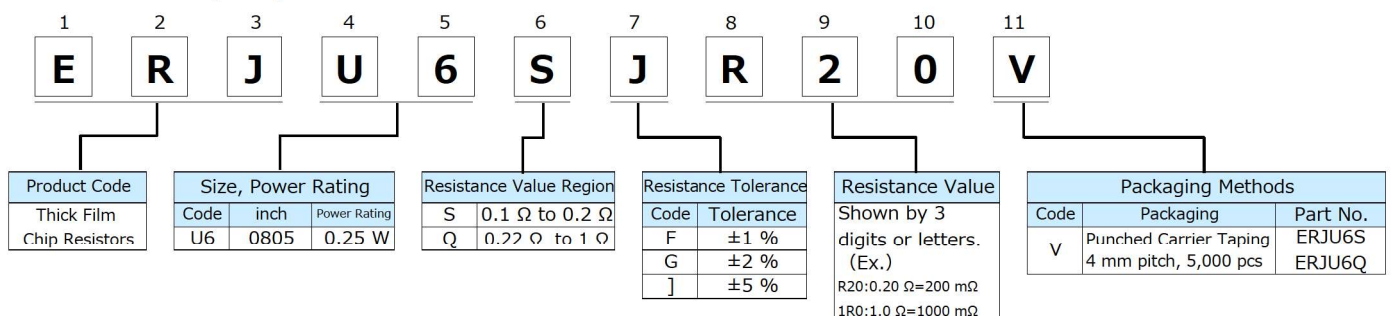 1 2 3 4 5 6 7 8 9 10 11
E R J U 6 S J R 2 0 V
Product Code
Thick Film
Chip Resistors
Size, Power Rating
Code inch Power Rating
U6 0805 0.25 W
Resistance Value Region
S 0.1 Ω to 0.2 Ω
Q 0.22 Ω to 1 Ω
Resistance Tolerance
Code Tolerance
F ±1 %
G ±2 %
J ±5 %
Resistance Value
Shown by 3
digits or letters.
(Ex.)
R20:0.20 Ω=200 mΩ
1R0:1.0 Ω=1000 mΩ
Packaging Methods
Code Packaging Part No.
V Punched Carrier Taping ERJU6S
4 mm pitch, 5,000 pcs ERJU6Q